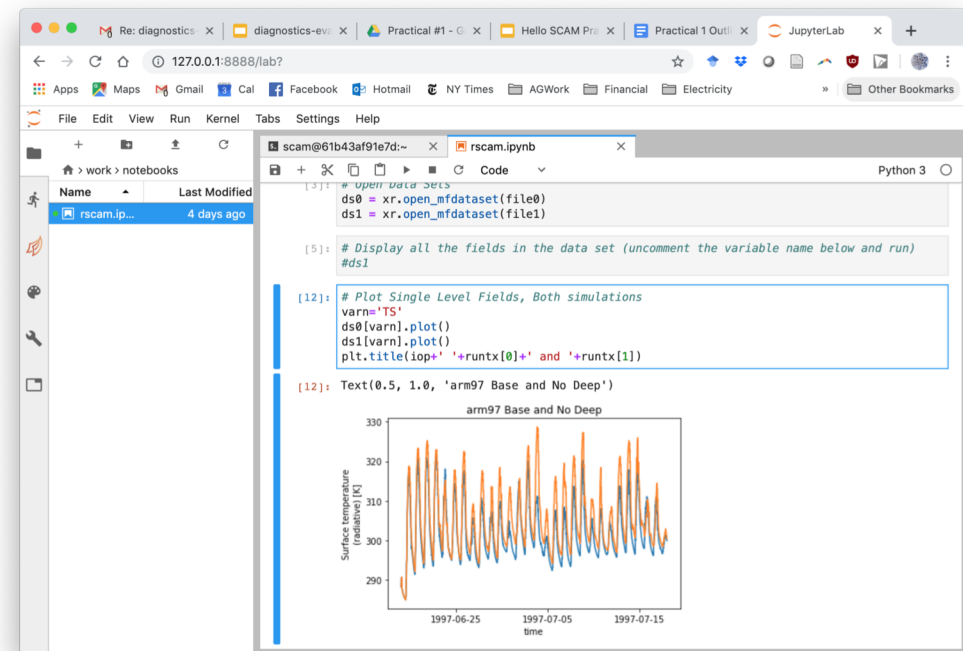 Re: diagnostics-
diagnostics-eva
Practical #1 - G
Hello SCAM Pra
Practical 1 Outli
JupyterLab
127.0.0.1:8888/lab?
Apps Maps Gmail Cal Facebook Hotmail NY Times AGWork Financial Electricity » Other Bookmarks
File Edit View Run Kernel Tabs Settings Help
> work > notebooks
Name Last Modified
rscam.ip... 4 days ago
scam@61b43af91e7d:~
rscam.ipynb
Code
Python 3
[3]: # Open Data Sets
ds0 = xr.open_mfdataset(file0)
ds1 = xr.open_mfdataset(file1)
[5]: # Display all the fields in the data set (uncomment the variable name below and run)
#ds1
[12]: # Plot Single Level Fields, Both simulations
varn='TS'
ds0[varn].plot()
ds1[varn].plot()
plt.title(iop+' '+runtx[0]+' and '+runtx[1])
[12]: Text(0.5, 1.0, 'arm97 Base and No Deep')
arm97 Base and No Deep
330
320
310
300
290
Surface temperature
(radiative) [K]
1997-06-25 1997-07-05 1997-07-15
time